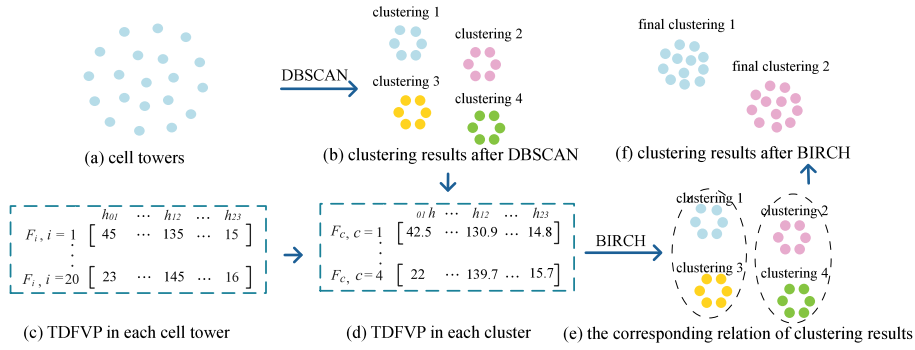 clustering 1
clustering 2
clustering 3
clustering 4
DBSCAN
final clustering 1
final clustering 2
(a) cell towers
(b) clustering results after DBSCAN
(f) clustering results after BIRCH
h01 ··· h12 ··· h23
Fi , i = 1 [ 45 ··· 135 ··· 15 ]
⋮
Fi , i = 20 [ 23 ··· 145 ··· 16 ]
01 h ··· h12 ··· h23
Fc, c = 1 [ 42.5 ··· 130.9 ··· 14.8 ]
⋮
Fc, c = 4 [ 22 ··· 139.7 ··· 15.7 ]
BIRCH
clustering 1
clustering 2
clustering 3
clustering 4
(c) TDFVP in each cell tower
(d) TDFVP in each cluster
(e) the corresponding relation of clustering results